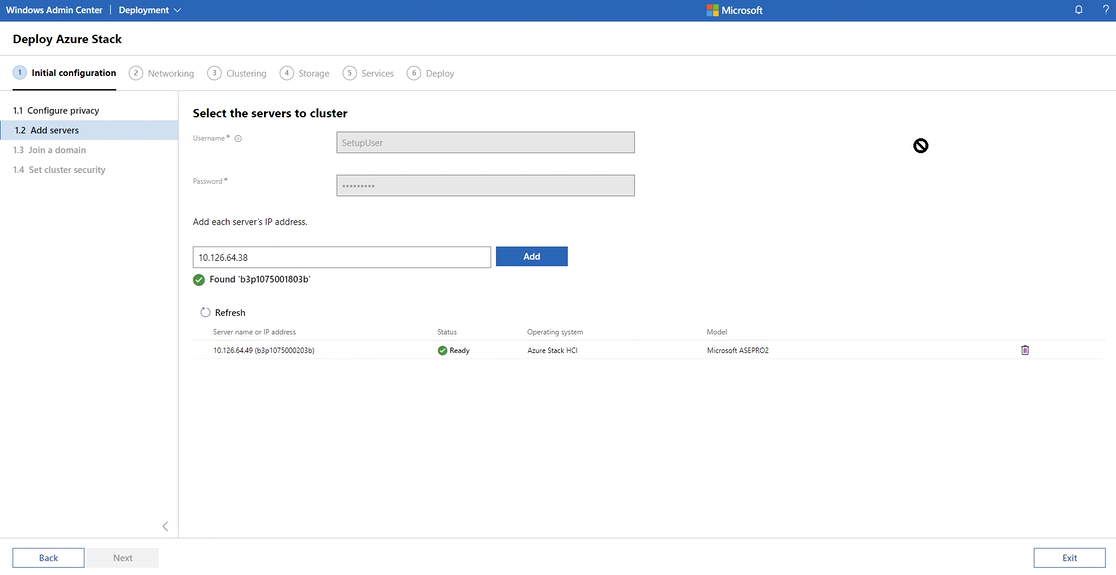 Windows Admin Center | Deployment
Microsoft
?
Deploy Azure Stack
1 Initial configuration 2 Networking 3 Clustering 4 Storage 5 Services 6 Deploy
1.1 Configure privacy
1.2 Add servers
1.3 Join a domain
1.4 Set cluster security
Select the servers to cluster
Username*
SetupUser
Password*
•••••••••
Add each server's IP address.
10.126.64.38
Add
Found 'b3p1075001803b'
Refresh
Server name or IP address Status Operating system Model
10.126.64.49 (b3p1075000203b) Ready Azure Stack HCI Microsoft ASEPRO2
Back Next Exit